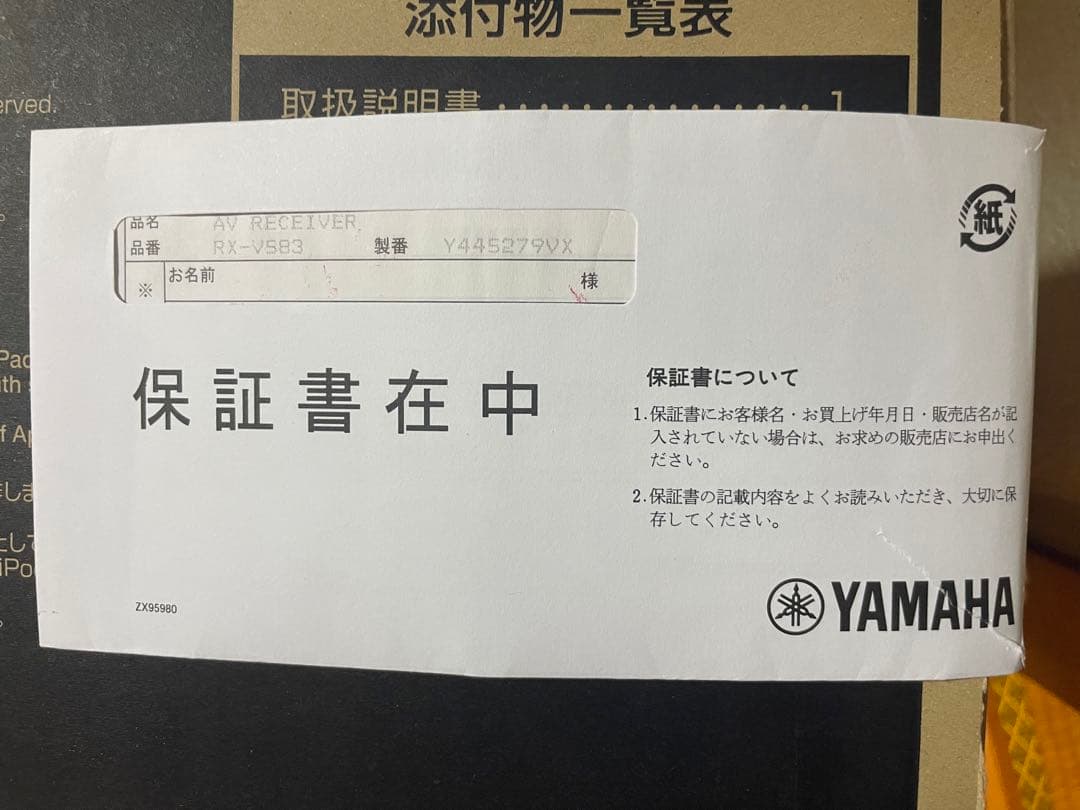 添付物一覧表
取扱説明書・・・・・・・・・・・・・・・1
erved.
紙
品名 AV RECEIVER
品番 RX-V583 製番 Y445279VX
※ お名前 様
保証書在中
保証書について
1.保証書にお客様名・お買上げ年月日・販売店名が記
入されていない場合は、お求めの販売店にお申出く
ださい。
2.保証書の記載内容をよくお読みいただき、大切に保
存してください。
ZX95980
YAMAHA